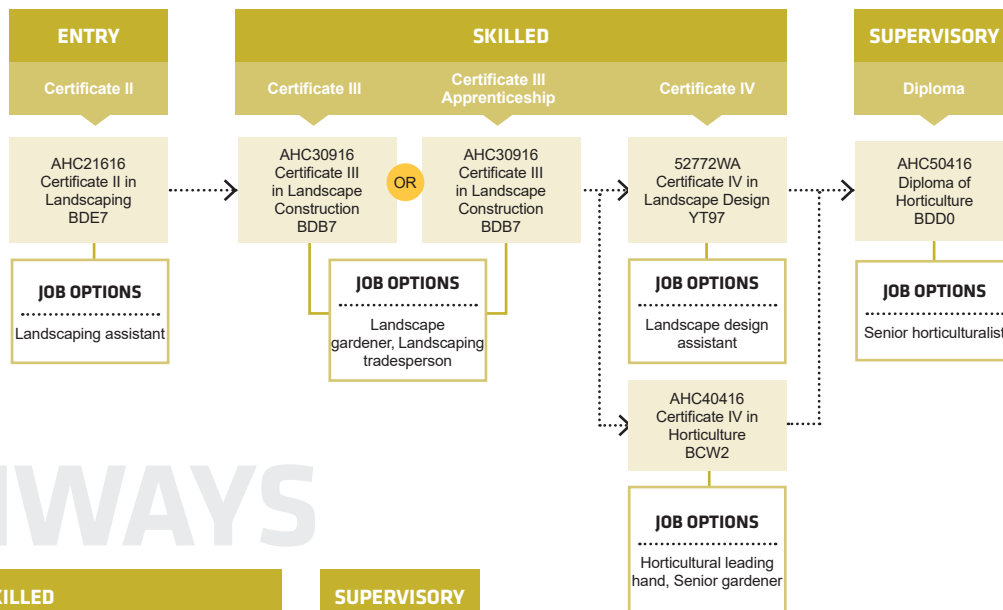 ENTRY
SKILLED
SUPERVISORY
Certificate II
Certificate III
Certificate III
Apprenticeship
Certificate IV
Diploma
AHC21616
Certificate II in
Landscaping
BDE7
AHC30916
Certificate III
in Landscape
Construction
BDB7
OR
AHC30916
Certificate III
in Landscape
Construction
BDB7
52772WA
Certificate IV in
Landscape Design
YT97
AHC50416
Diploma of
Horticulture
BDD0
JOB OPTIONS
Landscaping assistant
JOB OPTIONS
Landscape
gardener, Landscaping
tradesperson
JOB OPTIONS
Landscape design
assistant
JOB OPTIONS
Senior horticulturalist
AHC40416
Certificate IV in
Horticulture
BCW2
JOB OPTIONS
Horticultural leading
hand, Senior gardener
WAYS
KILLED
SUPERVISORY